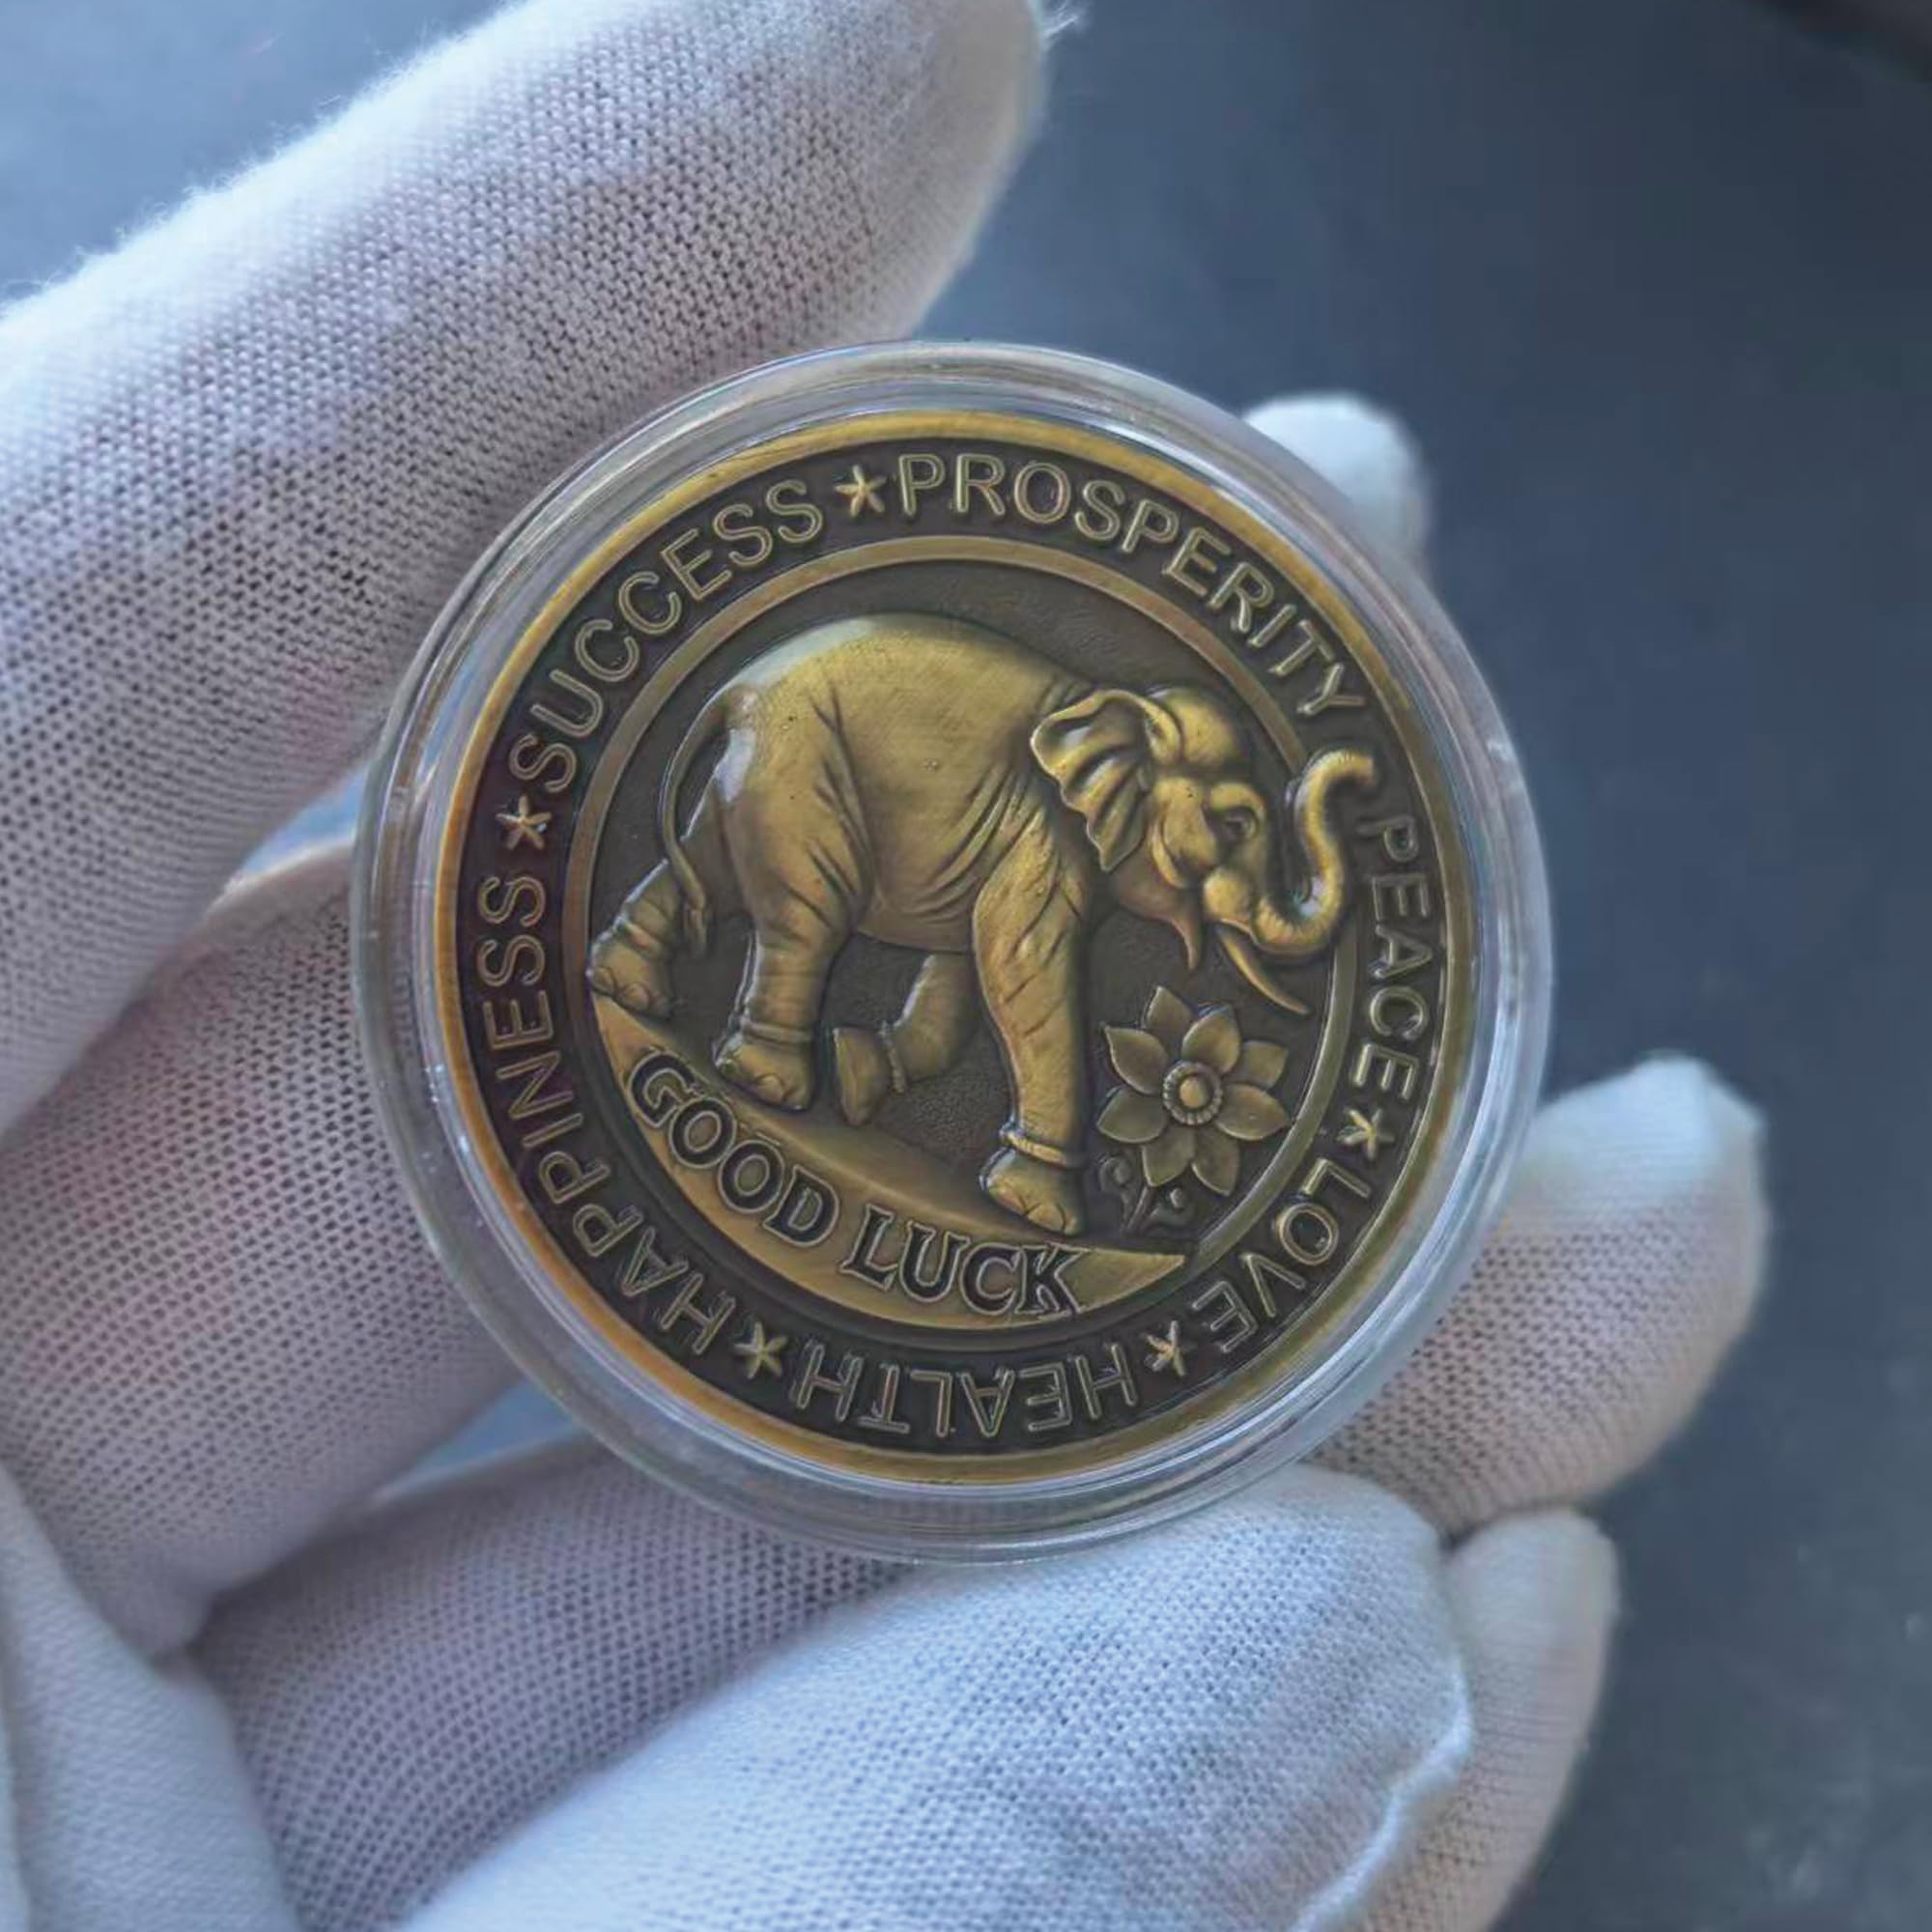 SUCCESS ★ PROSPERITY PEACE ★ LOVE ★ HEALTH ★ HAPPINESS ★
GOOD LUCK